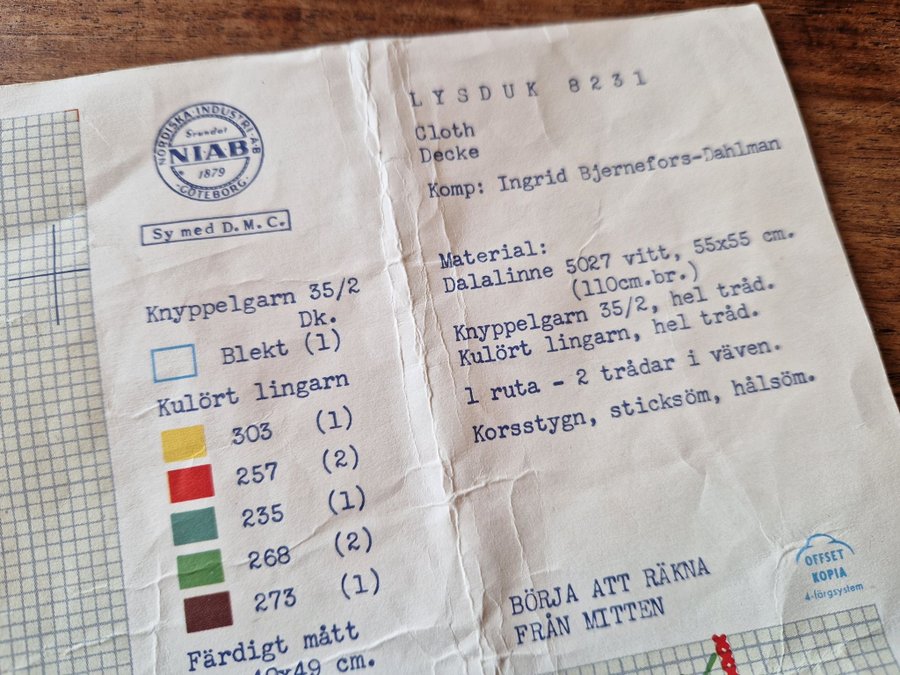 NORDISKA INDUSTRI A.B
Grundat
NIAB
1879
GÖTEBORG
Sy med D.M.C.
Knyppelgarn 35/2
Dk.
Blekt (1)
Kulört lingarn
303 (1)
257 (2)
235 (1)
268 (2)
273 (1)
Färdigt mått
49 cm.
LYSDUK 8231
Cloth
Decke
Komp: Ingrid Bjernefors-Dahlman
Material:
Dalalinne 5027 vitt, 55x55 cm.
(110cm.br.)
Knyppelgarn 35/2, hel tråd.
Kulört lingarn, hel tråd.
1 ruta - 2 trådar i väven.
Korsstygn, sticksöm, hålsöm.
BÖRJA ATT RÄKNA
FRÅN MITTEN
OFFSET
KOPIA
4-färgsystem